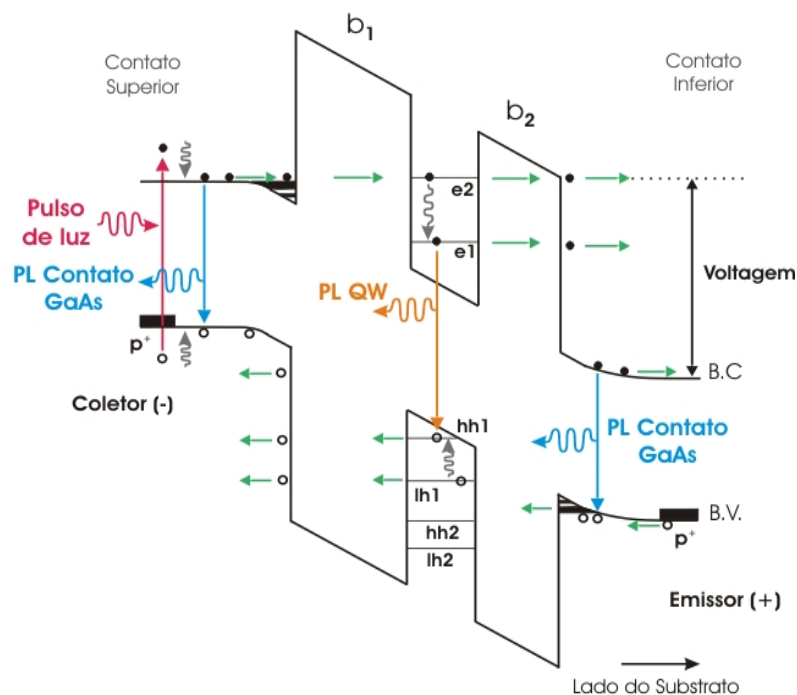 b1
Contato
Superior
Contato
Inferior
b2
e2
Pulso
de luz
e1
PL Contato
GaAs
PL QW
Voltagem
p+
B.C
Coletor (-)
hh1
PL Contato
GaAs
lh1
hh2
B.V.
p+
lh2
Emissor (+)
Lado do Substrato